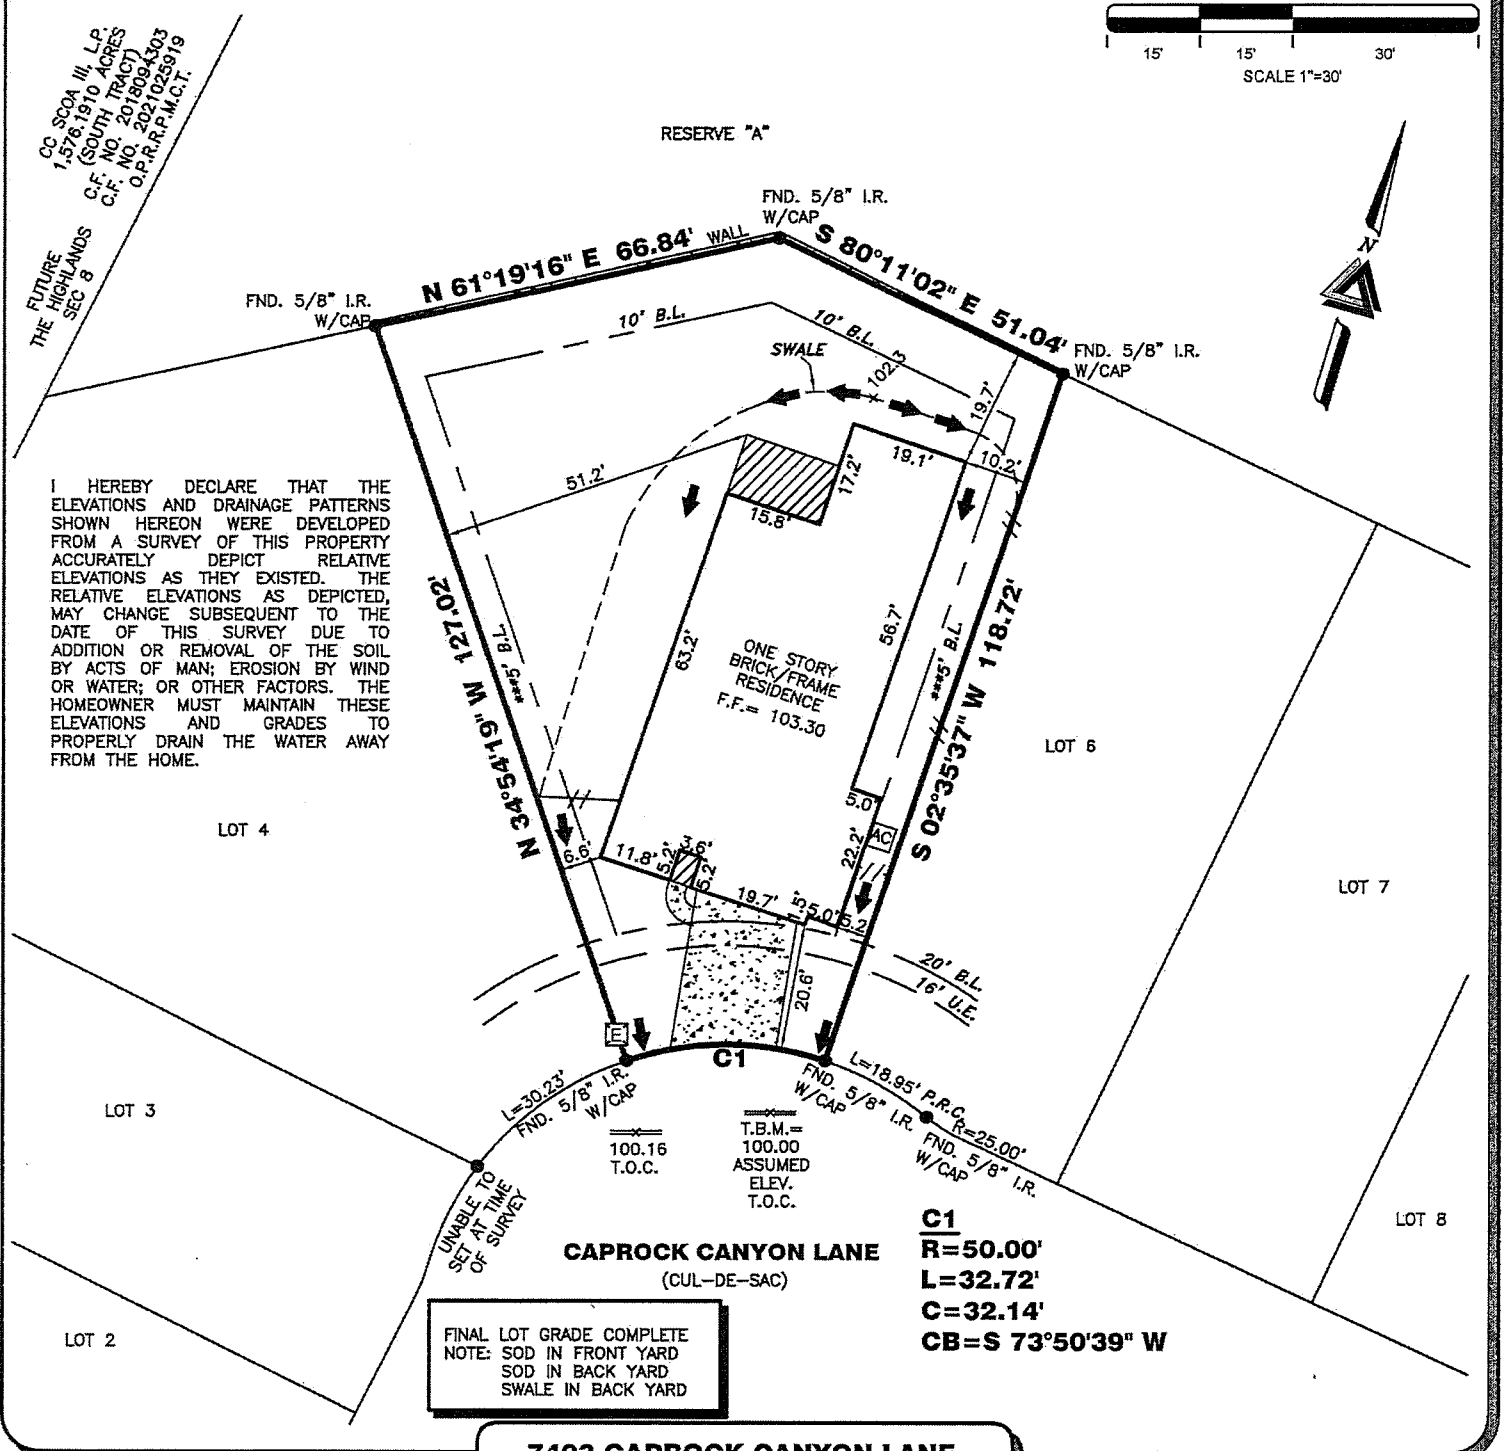 15'
15'
30'
SCALE 1"=30'
CC SCOA III, L.P.
1,576.1910 ACRES
(SOUTH TRACT)
C.F. NO. 2018094303
C.F. NO. 2021025919
O.P.R.R.P.M.C.T.
FUTURE
THE HIGHLANDS
SEC 8
RESERVE "A"
N
FND. 5/8" I.R.
W/CAP
N 61°19'16" E 66.84'
WALL
S 80°11'02" E 51.04'
FND. 5/8" I.R.
W/CAP
FND. 5/8" I.R.
W/CAP
10' B.L.
10' B.L.
SWALE
102.3
19.7'
51.2'
15.8'
17.2'
19.1'
10.2'
I HEREBY DECLARE THAT THE
ELEVATIONS AND DRAINAGE PATTERNS
SHOWN HEREON WERE DEVELOPED
FROM A SURVEY OF THIS PROPERTY
ACCURATELY DEPICT RELATIVE
ELEVATIONS AS THEY EXISTED. THE
RELATIVE ELEVATIONS AS DEPICTED,
MAY CHANGE SUBSEQUENT TO THE
DATE OF THIS SURVEY DUE TO
ADDITION OR REMOVAL OF THE SOIL
BY ACTS OF MAN; EROSION BY WIND
OR WATER; OR OTHER FACTORS. THE
HOMEOWNER MUST MAINTAIN THESE
ELEVATIONS AND GRADES TO
PROPERLY DRAIN THE WATER AWAY
FROM THE HOME.
N 34°54'19" W 127.02'
***5' B.L.
63.2'
ONE STORY
BRICK/FRAME
RESIDENCE
F.F.= 103.30
56.7'
***5' B.L.
S 02°35'37" W 118.72'
LOT 6
LOT 4
LOT 7
5.0'
AC
22.2'
6.6'
11.8'
5.2'
3.6'
5.2'
19.7'
1.5'
5.0'
5.2'
20' B.L.
16' U.E.
20.6'
E
C1
L=30.23'
FND. 5/8" I.R.
W/CAP
FND. 5/8" I.R.
W/CAP
L=18.95'
P.R.C.
R=25.00'
FND. 5/8" I.R.
W/CAP
LOT 3
100.16
T.O.C.
T.B.M.=
100.00
ASSUMED
ELEV.
T.O.C.
UNABLE TO
SET AT TIME
OF SURVEY
LOT 8
CAPROCK CANYON LANE
(CUL-DE-SAC)
C1
R=50.00'
L=32.72'
C=32.14'
CB=S 73°50'39" W
LOT 2
FINAL LOT GRADE COMPLETE
NOTE: SOD IN FRONT YARD
SOD IN BACK YARD
SWALE IN BACK YARD
CAPROCK CANYON LANE